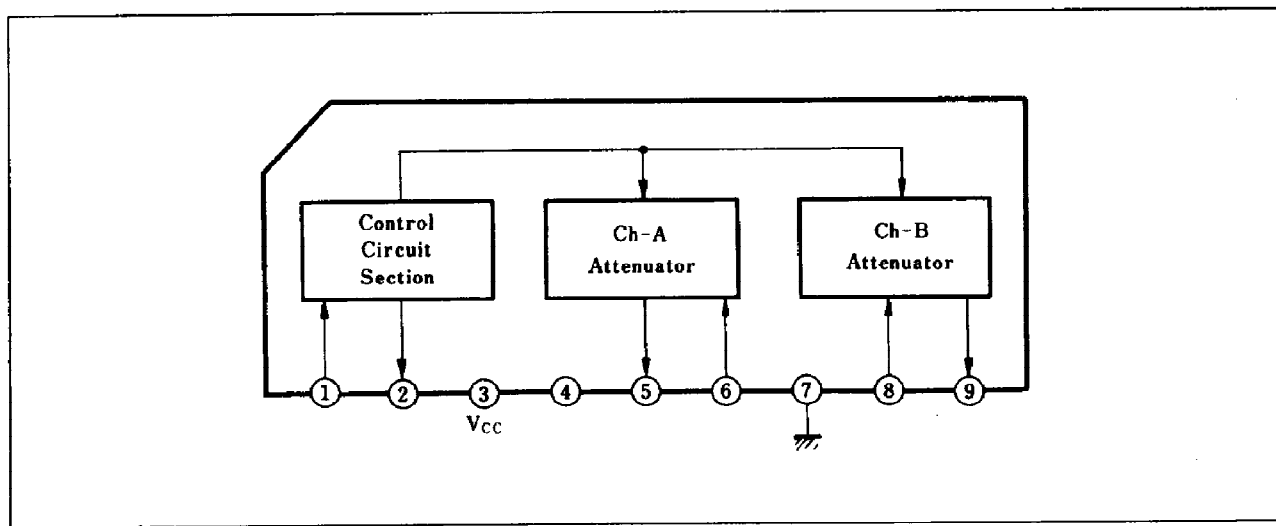 Control
Circuit
Section
Ch-A
Attenuator
Ch-B
Attenuator
1 2 3 4 5 6 7 8 9
VCC